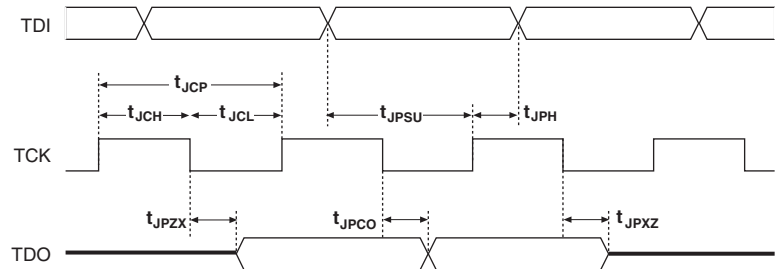 TDI
tJCP
tJCH tJCL tJPSU tJPH
TCK
tJPZX tJPCO tJPXZ
TDO